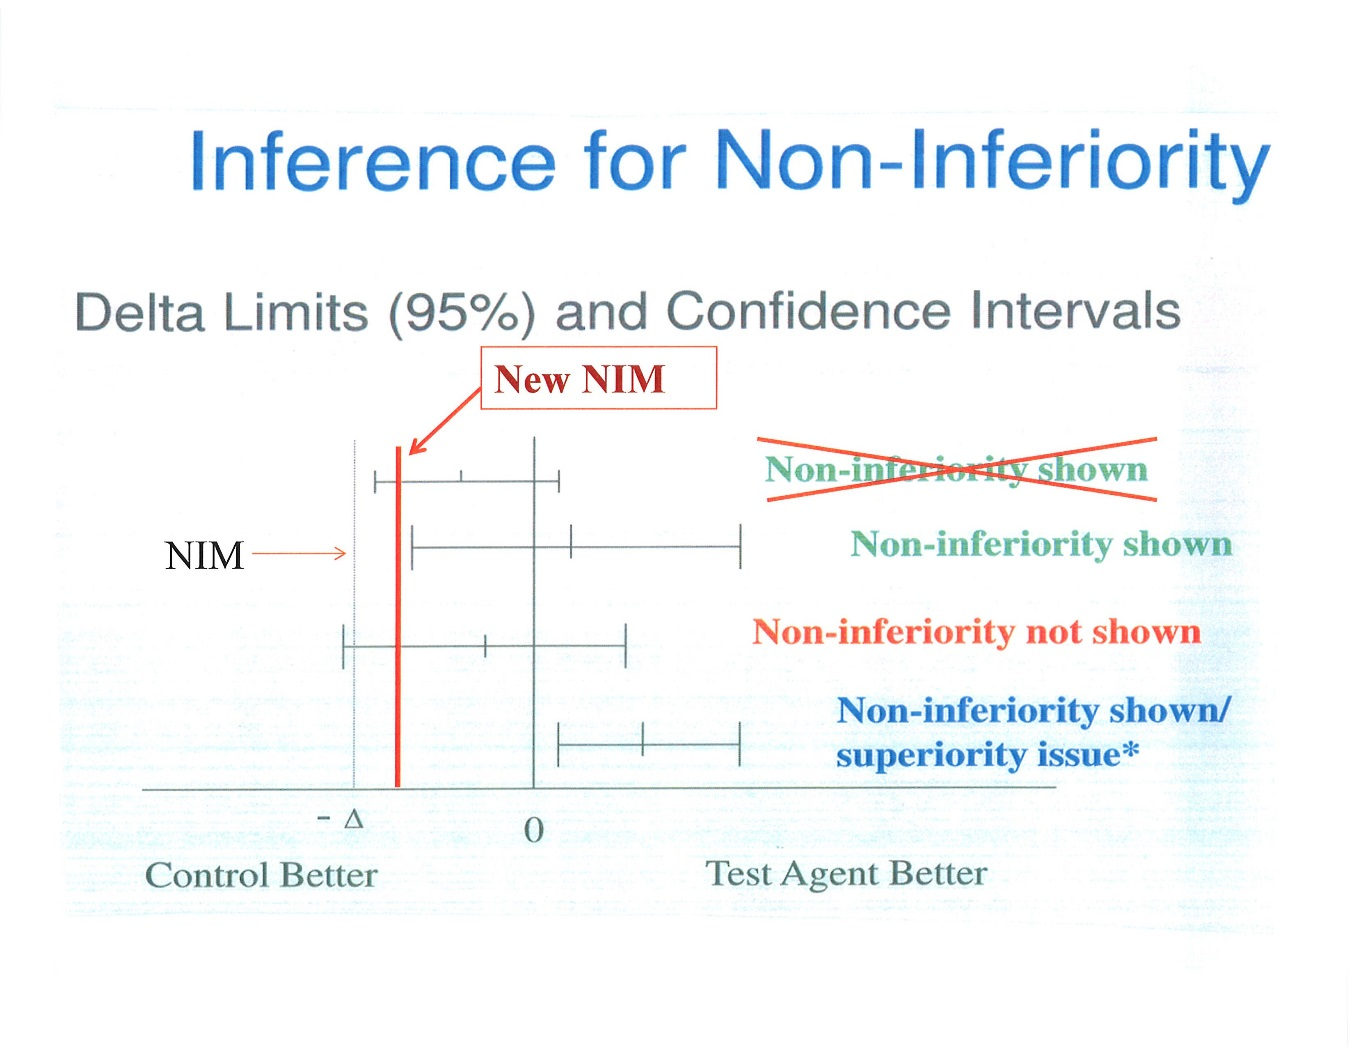 Inference for Non-Inferiority
Delta Limits (95%) and Confidence Intervals
New NIM
Non-inferiority shown
NIM
Non-inferiority shown
Non-inferiority not shown
Non-inferiority shown/
superiority issue*
- Δ
0
Control Better
Test Agent Better